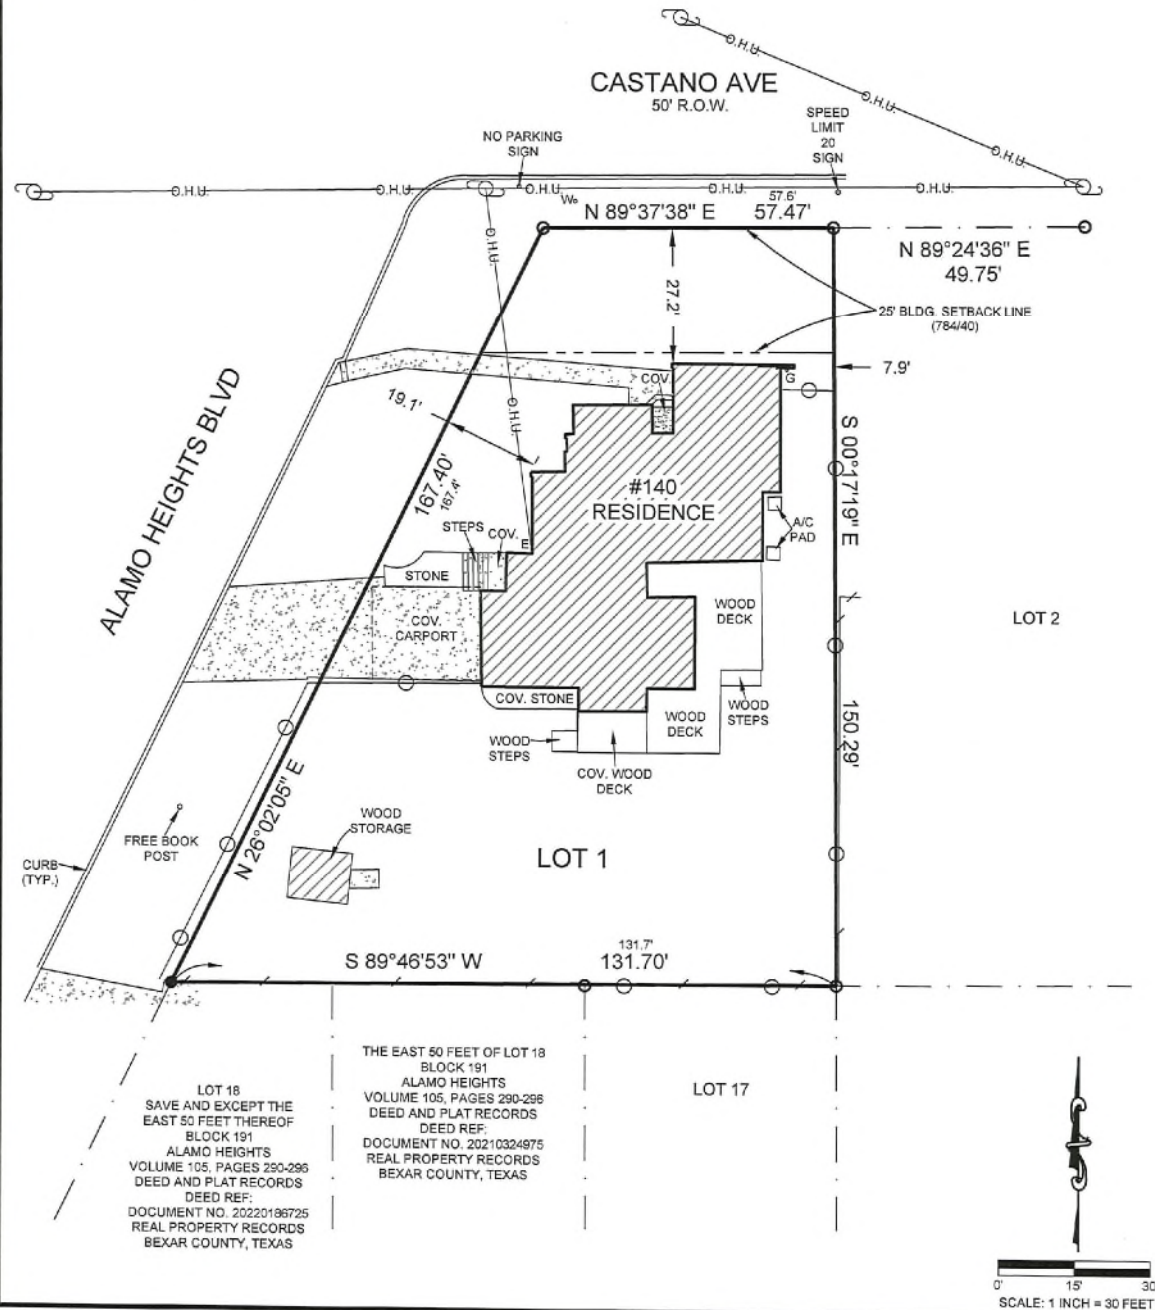 O.H.U.
O.H.U.
O.H.U.
CASTANO AVE
50' R.O.W.
NO PARKING
SIGN
SPEED
LIMIT
20
SIGN
O.H.U.
O.H.U.
O.H.U.
O.H.U.
O.H.U.
W
57.6'
N 89°37'38" E 57.47'
N 89°24'36" E
49.75'
O.H.U.
27.2'
25' BLDG. SETBACK LINE
(784/40)
7.9'
G
COV.
19.1'
O.H.U.
ALAMO HEIGHTS BLVD
167.40'
167.4'
S 00°17'19" E
#140
RESIDENCE
A/C
PAD
STEPS
COV.
E
STONE
COV.
CARPORT
WOOD
DECK
LOT 2
COV. STONE
WOOD
STEPS
WOOD
DECK
WOOD
STEPS
COV. WOOD
DECK
150.29'
N 26°02'05" E
WOOD
STORAGE
FREE BOOK
POST
CURB
(TYP.)
LOT 1
131.7'
S 89°46'53" W 131.70'
LOT 18
SAVE AND EXCEPT THE
EAST 50 FEET THEREOF
BLOCK 191
ALAMO HEIGHTS
VOLUME 105, PAGES 290-296
DEED AND PLAT RECORDS
DEED REF:
DOCUMENT NO. 20220186725
REAL PROPERTY RECORDS
BEXAR COUNTY, TEXAS
THE EAST 50 FEET OF LOT 18
BLOCK 191
ALAMO HEIGHTS
VOLUME 105, PAGES 290-296
DEED AND PLAT RECORDS
DEED REF:
DOCUMENT NO. 20210324975
REAL PROPERTY RECORDS
BEXAR COUNTY, TEXAS
LOT 17
0' 15' 30'
SCALE: 1 INCH = 30 FEET